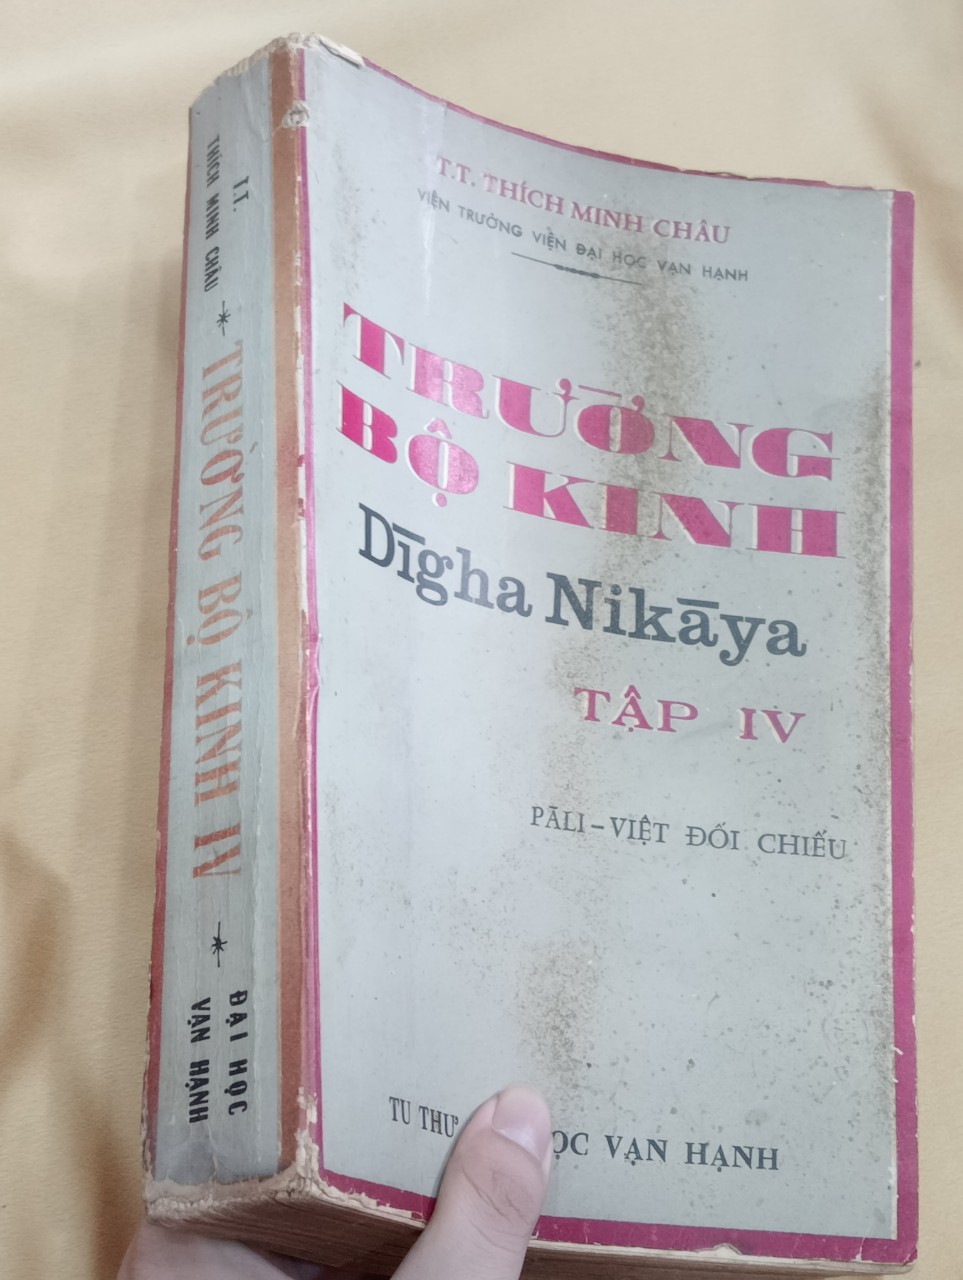 T.T. THÍCH MINH CHÂU
VIỆN TRƯỞNG VIỆN ĐẠI HỌC VẠN HẠNH
TRƯỜNG
BỘ KINH
Dīgha Nikāya
TẬP IV
PĀLI – VIỆT ĐỐI CHIẾU
TU THƯ ỌC VẠN HẠNH
T.T.
THÍCH MINH CHÂU
TRƯỜNG BỘ KINH IV
ĐẠI HỌC
VẠN HẠNH